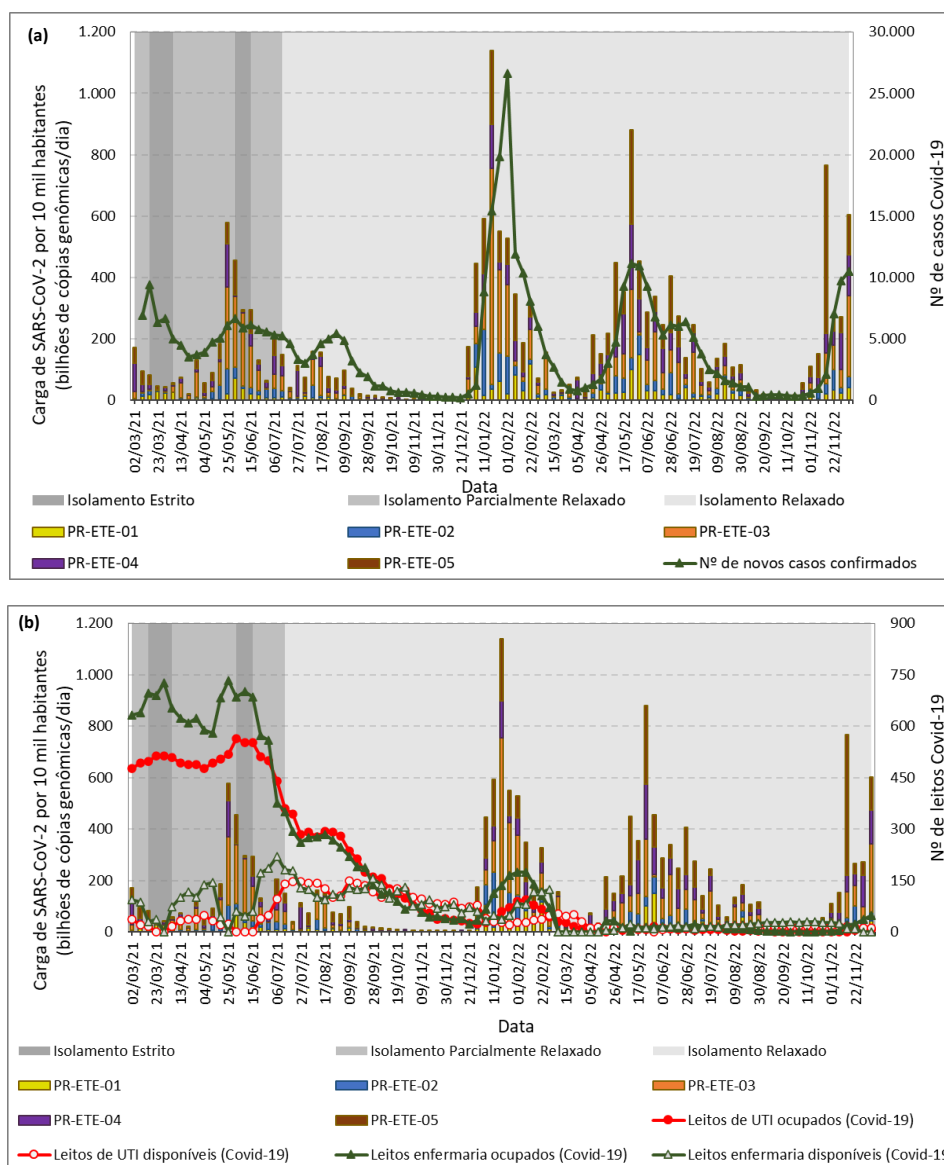 (a)
Carga de SARS-CoV-2 por 10 mil habitantes
(bilhões de cópias genômicas/dia)
1.200
1.000
800
600
400
200
0
30.000
25.000
20.000
15.000
10.000
5.000
0
Nº de casos Covid-19
02/03/21
23/03/21
13/04/21
04/05/21
25/05/21
15/06/21
06/07/21
27/07/21
17/08/21
09/09/21
28/09/21
19/10/21
09/11/21
30/11/21
21/12/21
11/01/22
01/02/22
22/02/22
15/03/22
05/04/22
26/04/22
17/05/22
07/06/22
28/06/22
19/07/22
09/08/22
30/08/22
20/09/22
11/10/22
01/11/22
22/11/22
Data
Isolamento Estrito
Isolamento Parcialmente Relaxado
Isolamento Relaxado
PR-ETE-01
PR-ETE-02
PR-ETE-03
PR-ETE-04
PR-ETE-05
Nº de novos casos confirmados
(b)
Carga de SARS-CoV-2 por 10 mil habitantes
(bilhões de cópias genômicas/dia)
1.200
1.000
800
600
400
200
0
900
750
600
450
300
150
0
Nº de leitos Covid-19
02/03/21
23/03/21
13/04/21
04/05/21
25/05/21
15/06/21
06/07/21
27/07/21
17/08/21
09/09/21
28/09/21
19/10/21
09/11/21
30/11/21
21/12/21
11/01/22
01/02/22
22/02/22
15/03/22
05/04/22
26/04/22
17/05/22
07/06/22
28/06/22
19/07/22
09/08/22
30/08/22
20/09/22
11/10/22
01/11/22
22/11/22
Data
Isolamento Estrito
Isolamento Parcialmente Relaxado
Isolamento Relaxado
PR-ETE-01
PR-ETE-02
PR-ETE-03
PR-ETE-04
PR-ETE-05
Leitos de UTI ocupados (Covid-19)
Leitos de UTI disponíveis (Covid-19)
Leitos enfermaria ocupados (Covid-19)
Leitos enfermaria disponíveis (Covid-19